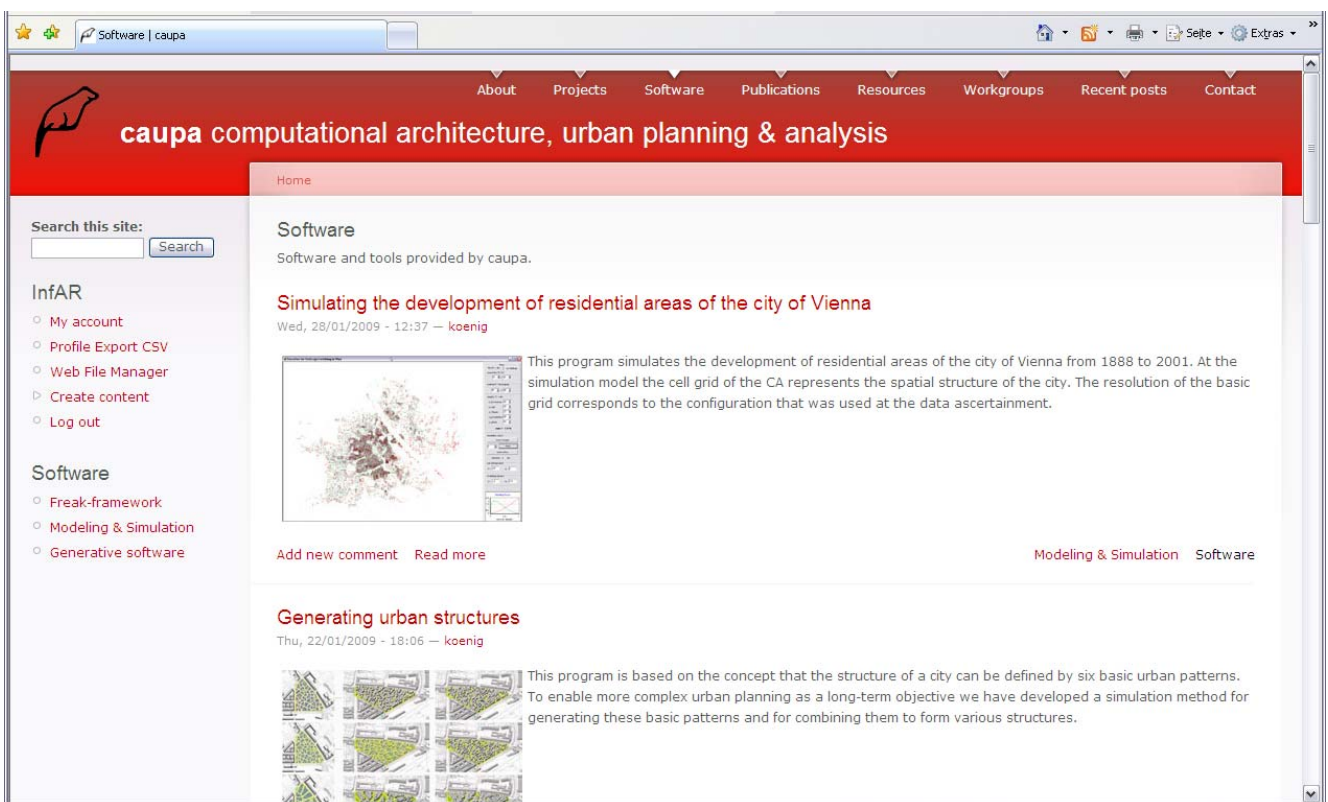 Software | caupa
Seite
Extras
»
About Projects Software Publications Resources Workgroups Recent posts Contact
caupa computational architecture, urban planning & analysis
Home
Search this site:
Search
InfAR
My account
Profile Export CSV
Web File Manager
Create content
Log out
Software
Freak-framework
Modeling & Simulation
Generative software
Software
Software and tools provided by caupa.
Simulating the development of residential areas of the city of Vienna
Wed, 28/01/2009 - 12:37 — koenig
This program simulates the development of residential areas of the city of Vienna from 1888 to 2001. At the
simulation model the cell grid of the CA represents the spatial structure of the city. The resolution of the basic
grid corresponds to the configuration that was used at the data ascertainment.
Add new comment Read more
Modeling & Simulation Software
Generating urban structures
Thu, 22/01/2009 - 18:06 — koenig
This program is based on the concept that the structure of a city can be defined by six basic urban patterns.
To enable more complex urban planning as a long-term objective we have developed a simulation method for
generating these basic patterns and for combining them to form various structures.